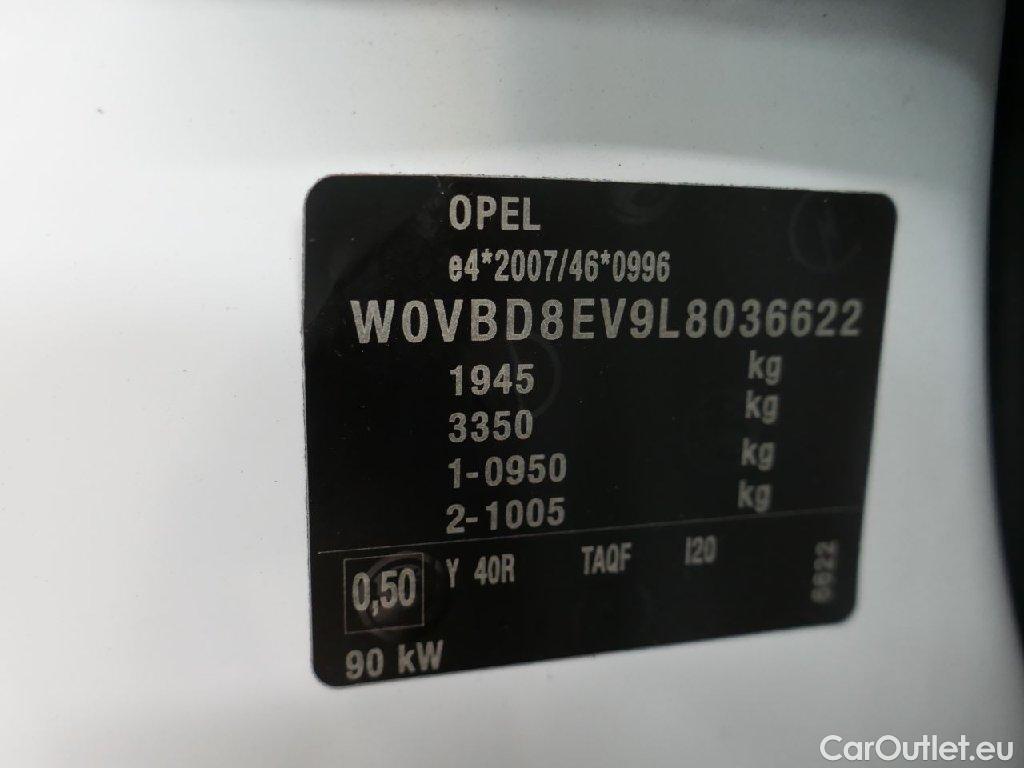 OPEL
e4*2007/46*0996
W0VBD8EV9L8036622
1945 kg
3350 kg
1-0950 kg
2-1005 kg
0,50 Y 40R TAQF I20
6622
90 kW
CarOutlet.eu